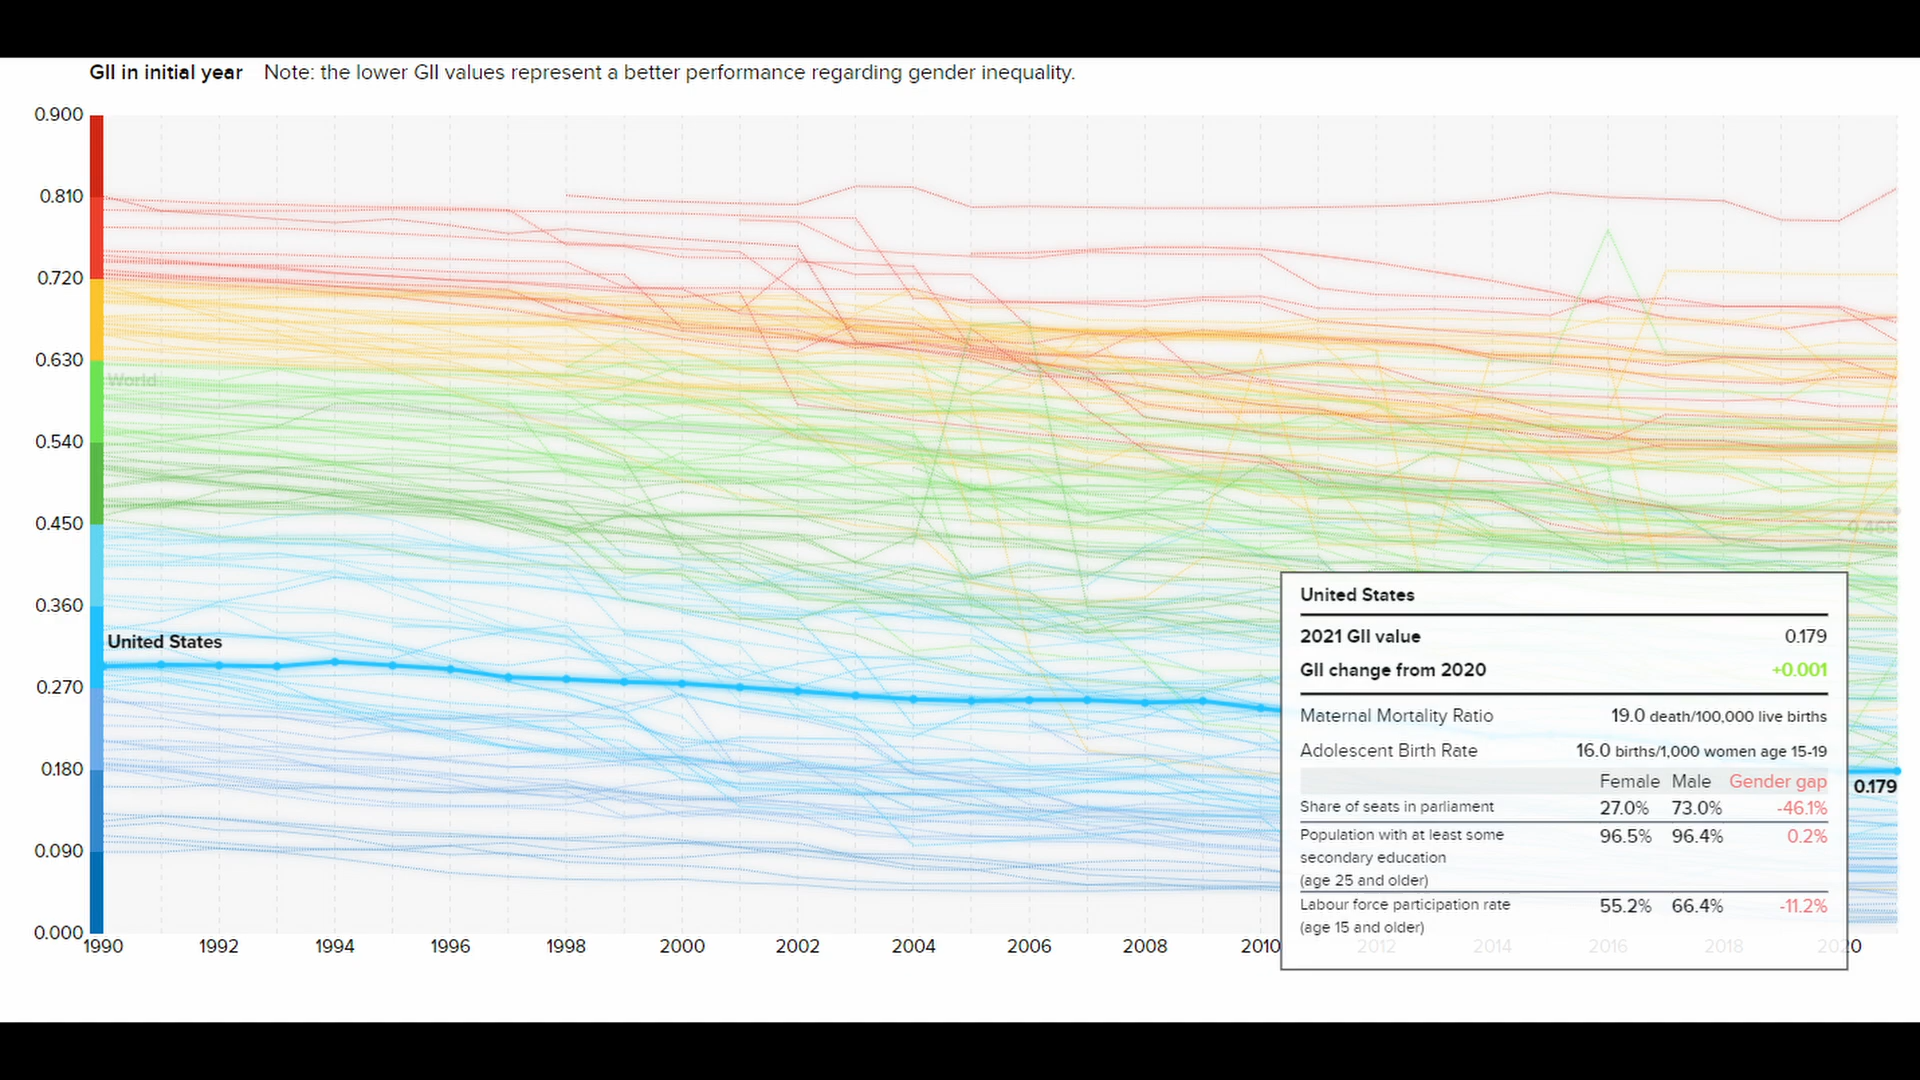 GII in initial year Note: the lower GII values represent a better performance regarding gender inequality.
0.900
0.810
0.720
0.630
World
0.540
0.450
0.465
0.360
United States
0.270
0.180
0.090
0.000
1990 1992 1994 1996 1998 2000 2002 2004 2006 2008 2010 2012 2014 2016 2018 2020
United States
2021 GII value 0.179
GII change from 2020 +0.001
Maternal Mortality Ratio 19.0 death/100,000 live births
Adolescent Birth Rate 16.0 births/1,000 women age 15-19
Female Male Gender gap
Share of seats in parliament 27.0% 73.0% -46.1%
Population with at least some 96.5% 96.4% 0.2%
secondary education
(age 25 and older)
Labour force participation rate 55.2% 66.4% -11.2%
(age 15 and older)
0.179